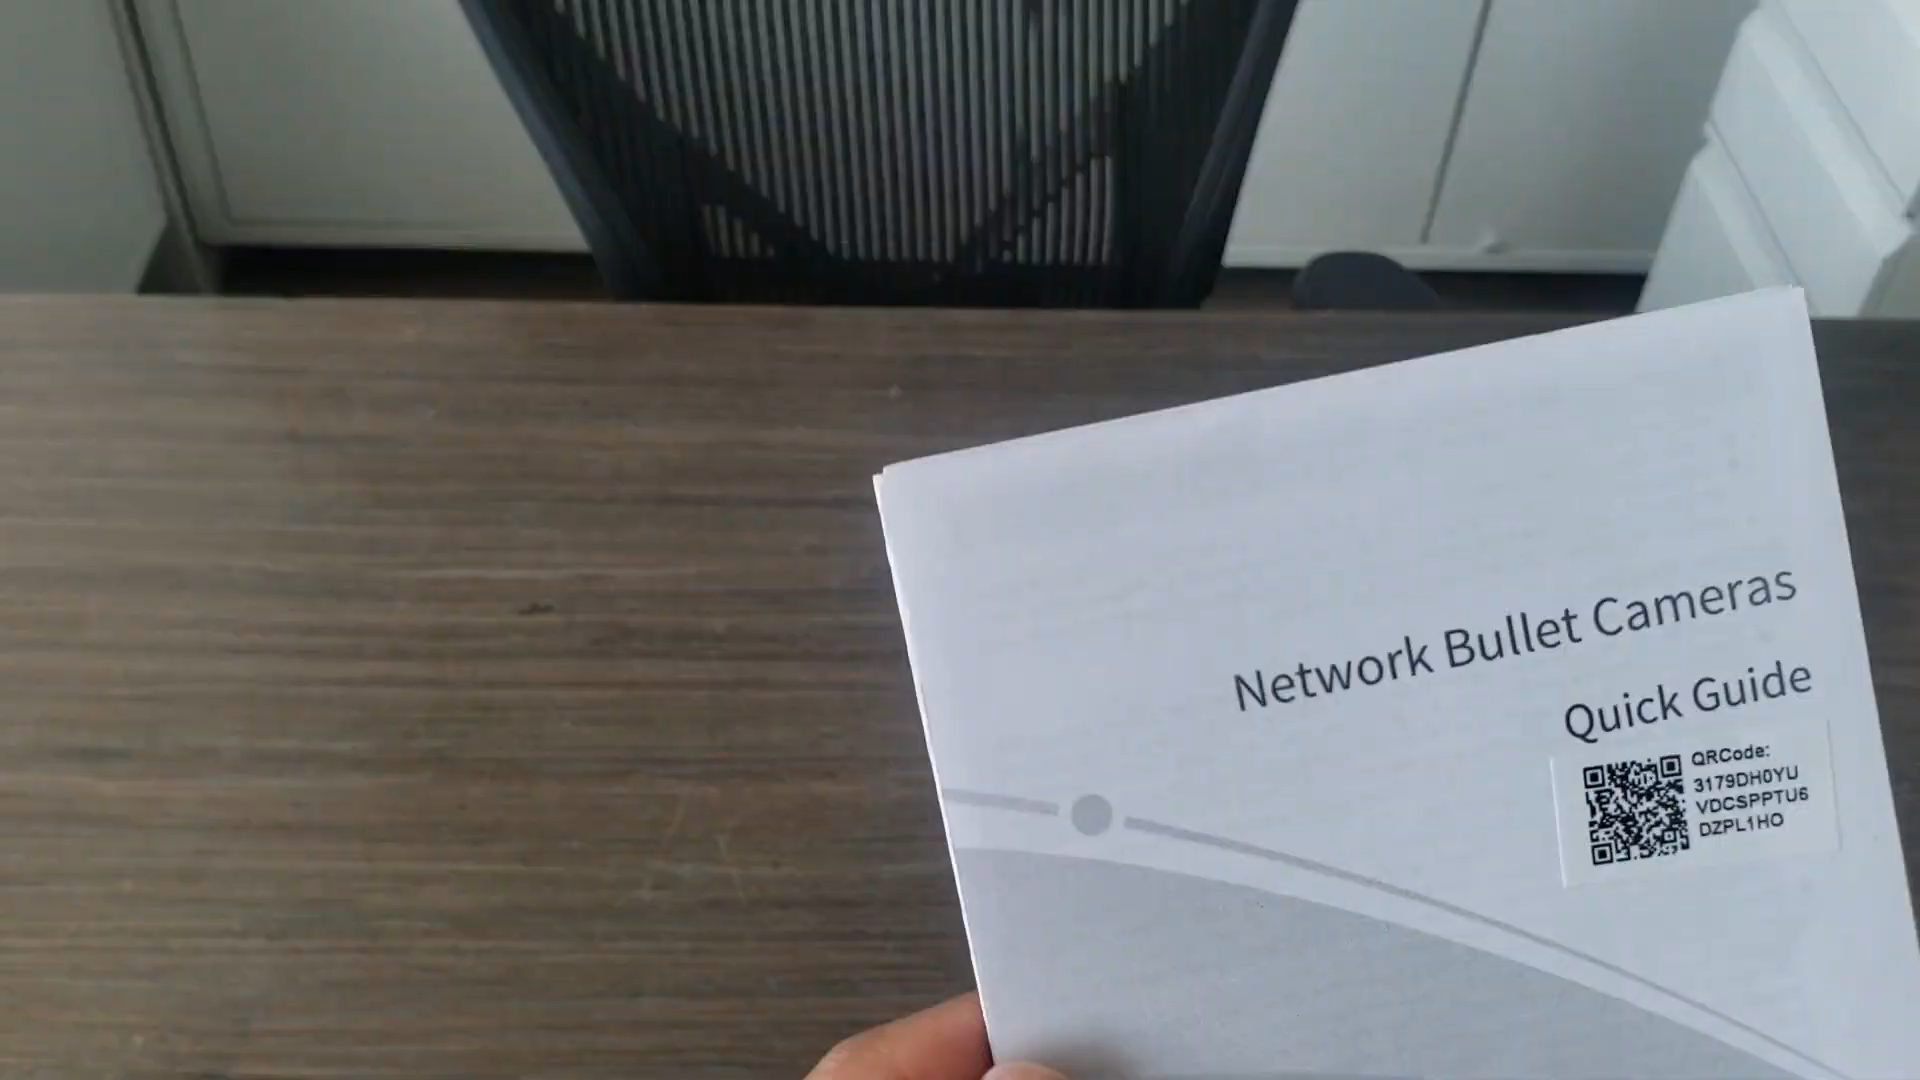 Network Bullet Cameras
Quick Guide
QRCode:
3179DH0YU
VDCSPPTU6
DZPL1HO